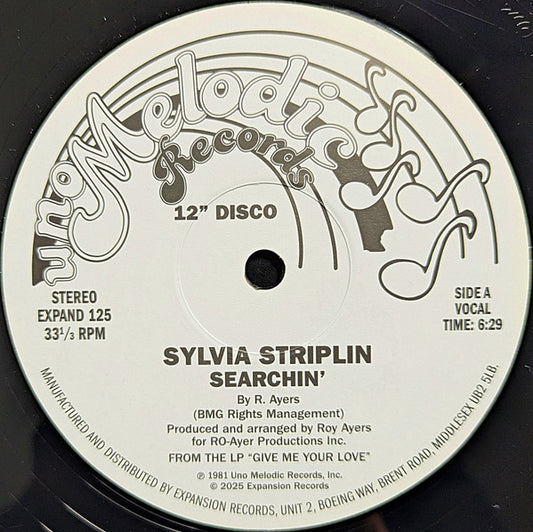 uno Melodic
Records
12” DISCO
STEREO
EXPAND 125
33¹/₃ RPM
SIDE A
VOCAL
TIME: 6:29
SYLVIA STRIPLIN
SEARCHIN’
By R. Ayers
(BMG Rights Management)
Produced and arranged by Roy Ayers
for RO-Ayer Productions Inc.
FROM THE LP “GIVE ME YOUR LOVE”
℗ 1981 Uno Melodic Records, Inc.
© 2025 Expansion Records
MANUFACTURED AND DISTRIBUTED BY EXPANSION RECORDS, UNIT 2, BOEING WAY, BRENT ROAD, MIDDLESEX UB2 5LB.